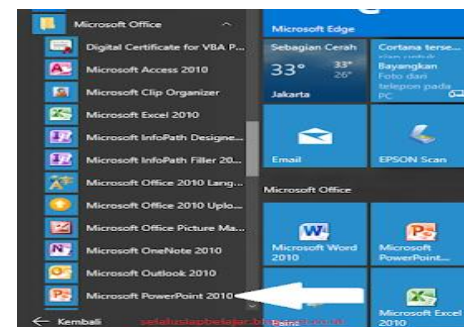 Microsoft Office
Digital Certificate for VBA P...
Microsoft Access 2010
Microsoft Clip Organizer
Microsoft Excel 2010
Microsoft InfoPath Designe...
Microsoft InfoPath Filler 20...
Microsoft Office 2010 Lang...
Microsoft Office 2010 Uplo...
Microsoft Office Picture Ma...
Microsoft OneNote 2010
Microsoft Outlook 2010
Microsoft PowerPoint 2010
Kembali
Microsoft Edge
Sebagian Cerah
33°
33°
26°
Jakarta
Cortana terse...
Bayangkan
Foto dari
telepon pada
PC
Email
EPSON Scan
Microsoft Office
Microsoft Word
2010
Microsoft
PowerPoint...
Paint
Microsoft Excel
2010